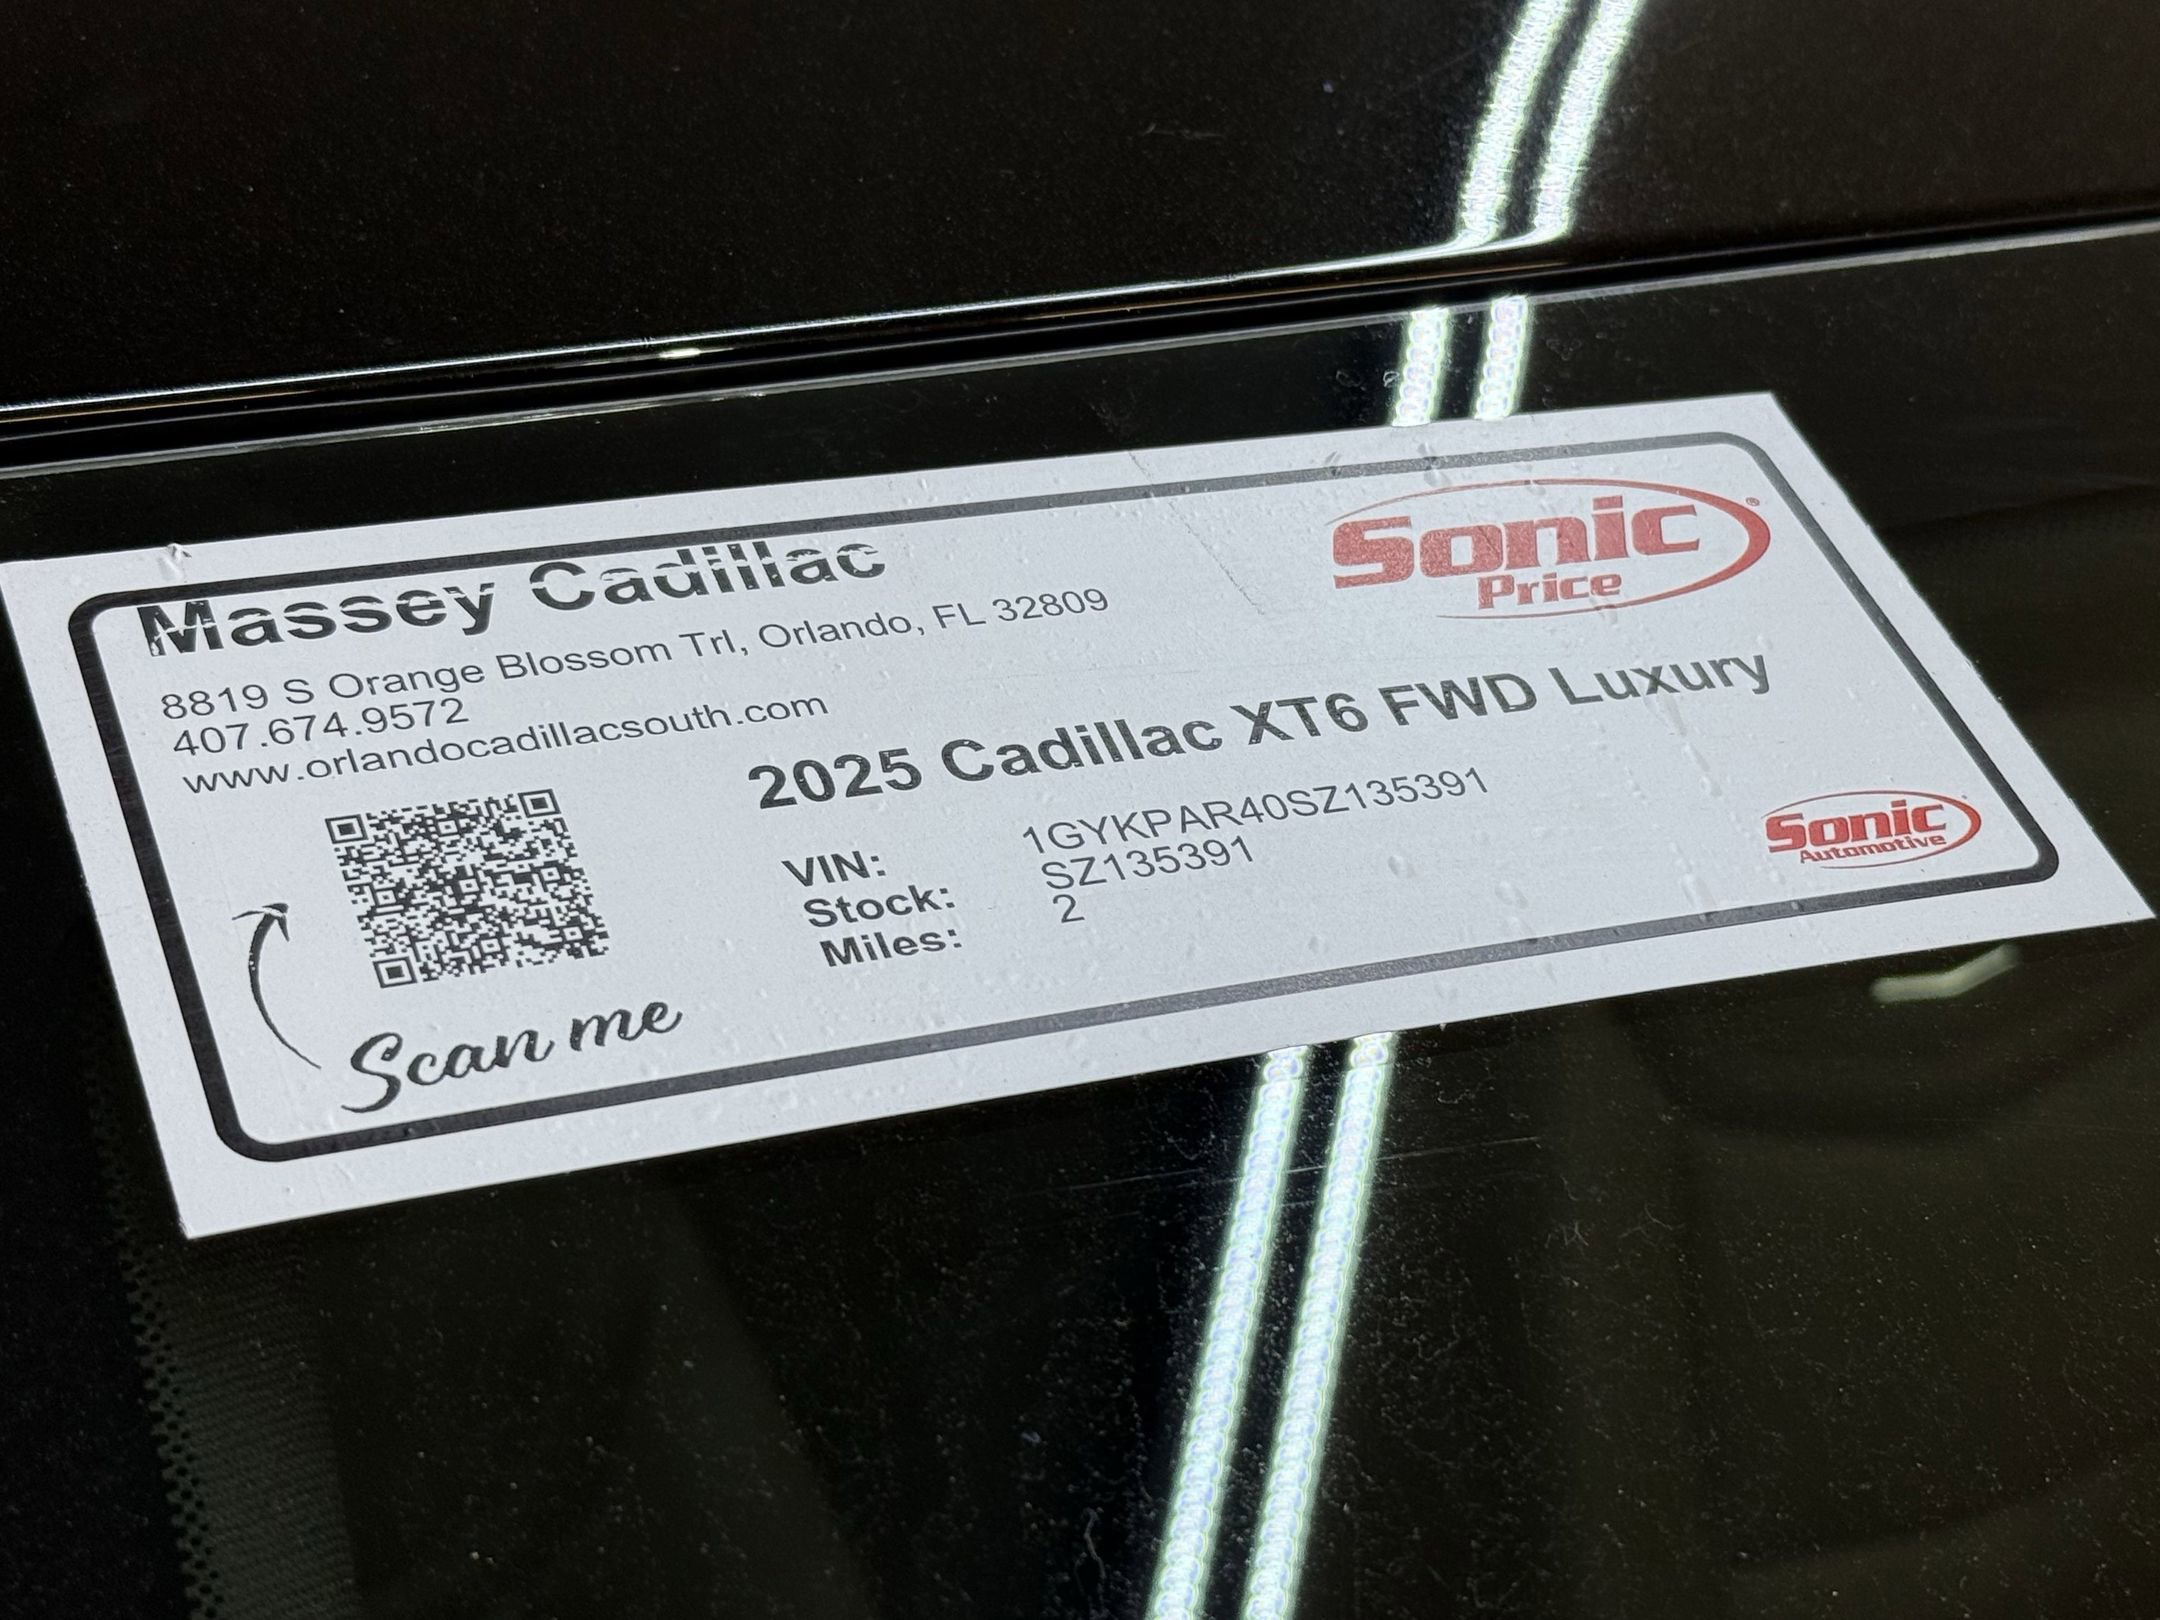 Massey Cadillac
8819 S Orange Blossom Trl, Orlando, FL 32809
407.674.9572
www.orlandocadillacsouth.com
Sonic®
Price
2025 Cadillac XT6 FWD Luxury
VIN: 1GYKPAR40SZ135391
Stock: SZ135391
Miles: 2
Scan me
Sonic
Automotive